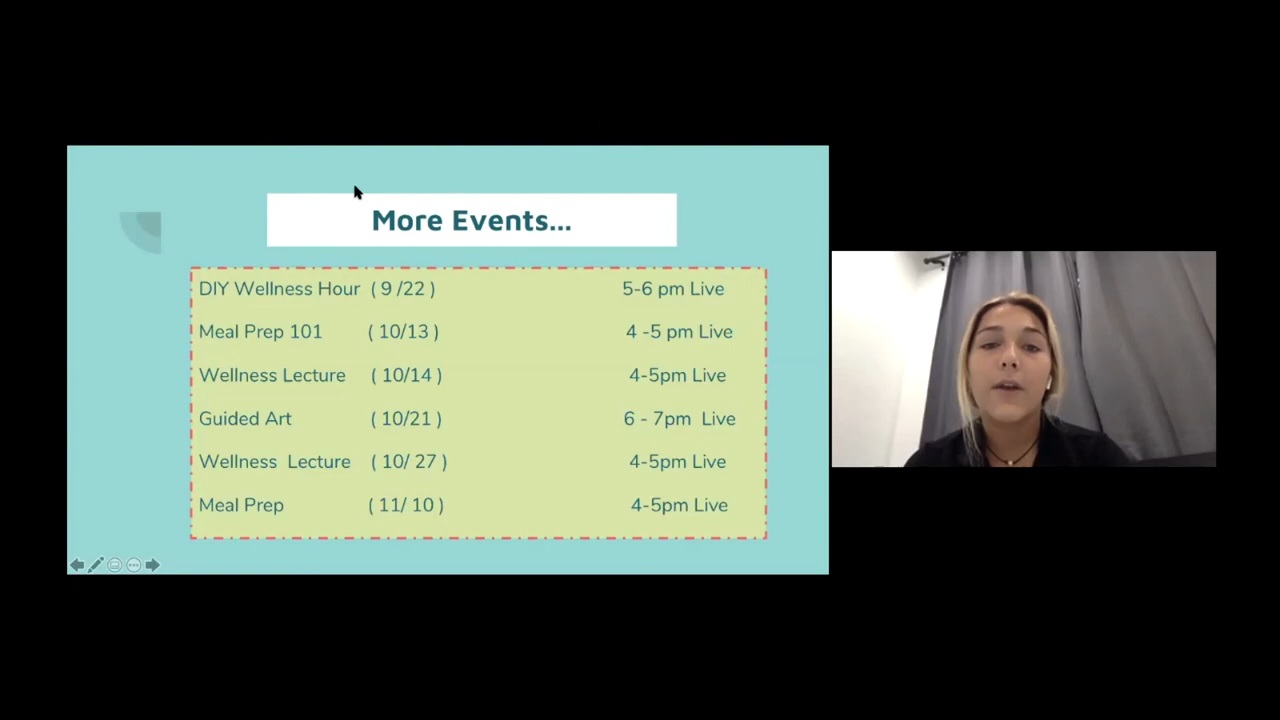 More Events...
DIY Wellness Hour ( 9 /22 ) 5-6 pm Live
Meal Prep 101 ( 10/13 ) 4 -5 pm Live
Wellness Lecture ( 10/14 ) 4-5pm Live
Guided Art ( 10/21 ) 6 - 7pm Live
Wellness Lecture ( 10/ 27 ) 4-5pm Live
Meal Prep ( 11/ 10 ) 4-5pm Live